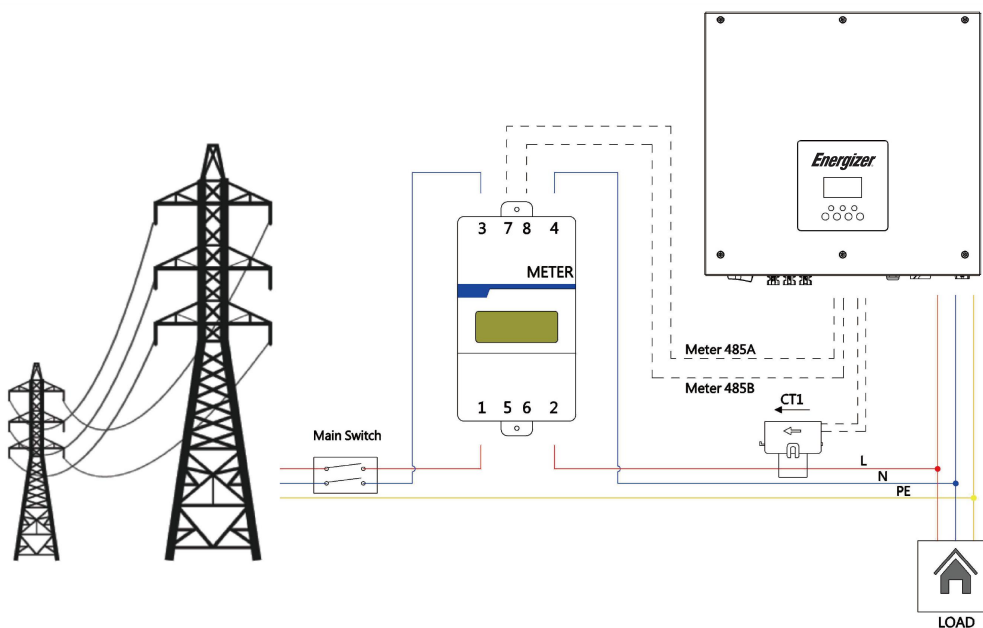 Energizer
3 7 8 4
METER
Meter 485A
Meter 485B
CT1
1 5 6 2
Main Switch
L
N
PE
LOAD